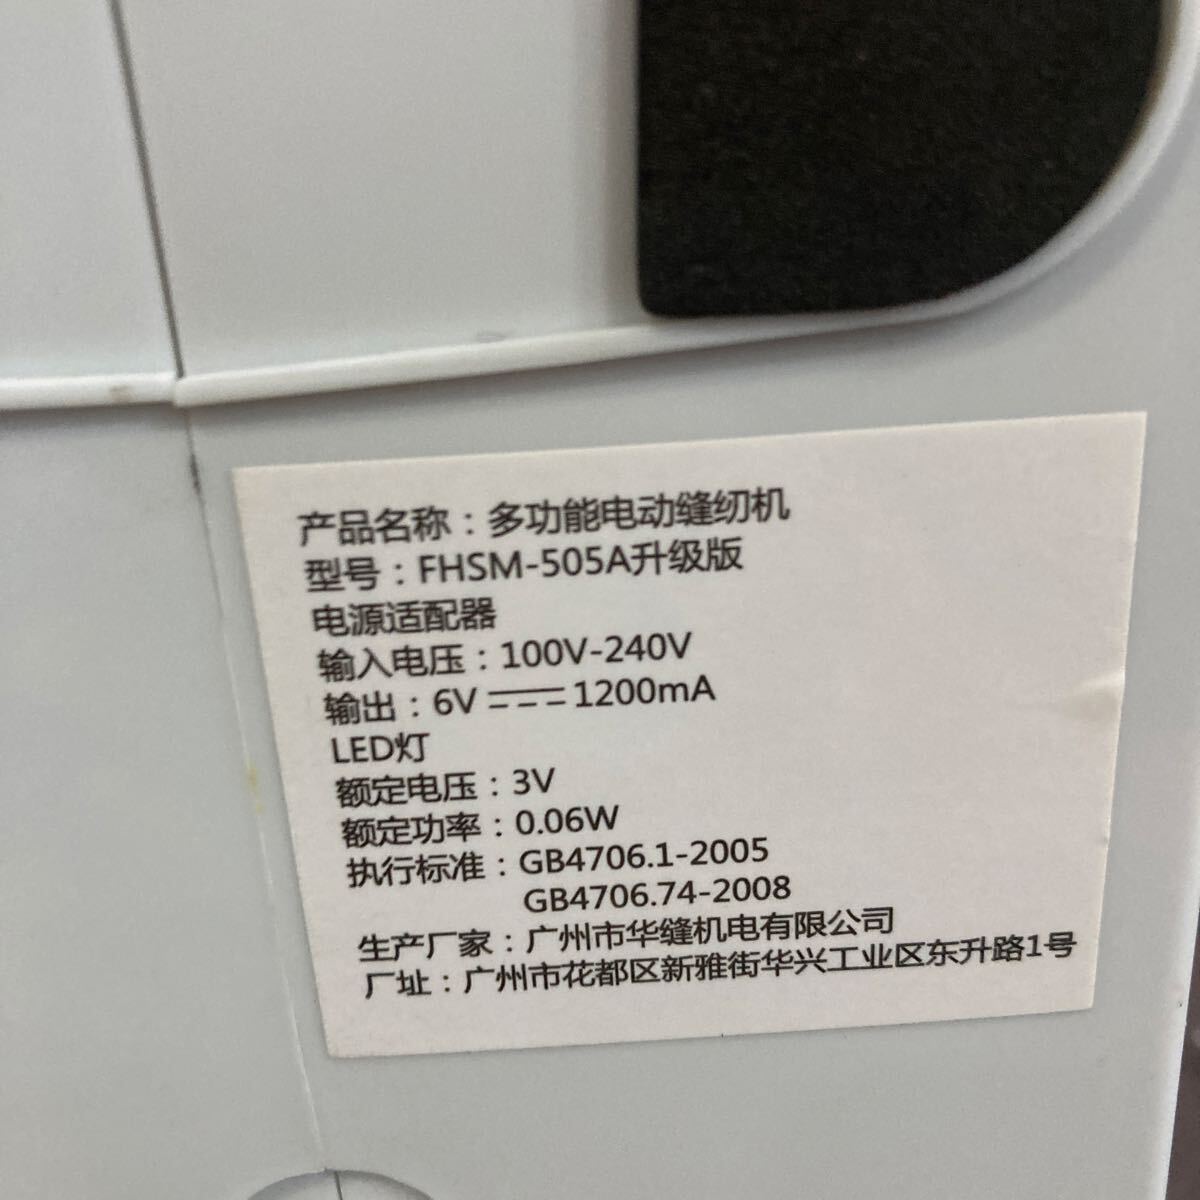 产品名称：多功能电动缝纫机
型号：FHSM-505A升级版
电源适配器
输入电压：100V-240V
输出：6V⎓1200mA
LED灯
额定电压：3V
额定功率：0.06W
执行标准：GB4706.1-2005
GB4706.74-2008
生产厂家：广州市华缝机电有限公司
厂址：广州市花都区新雅街华兴工业区东升路1号